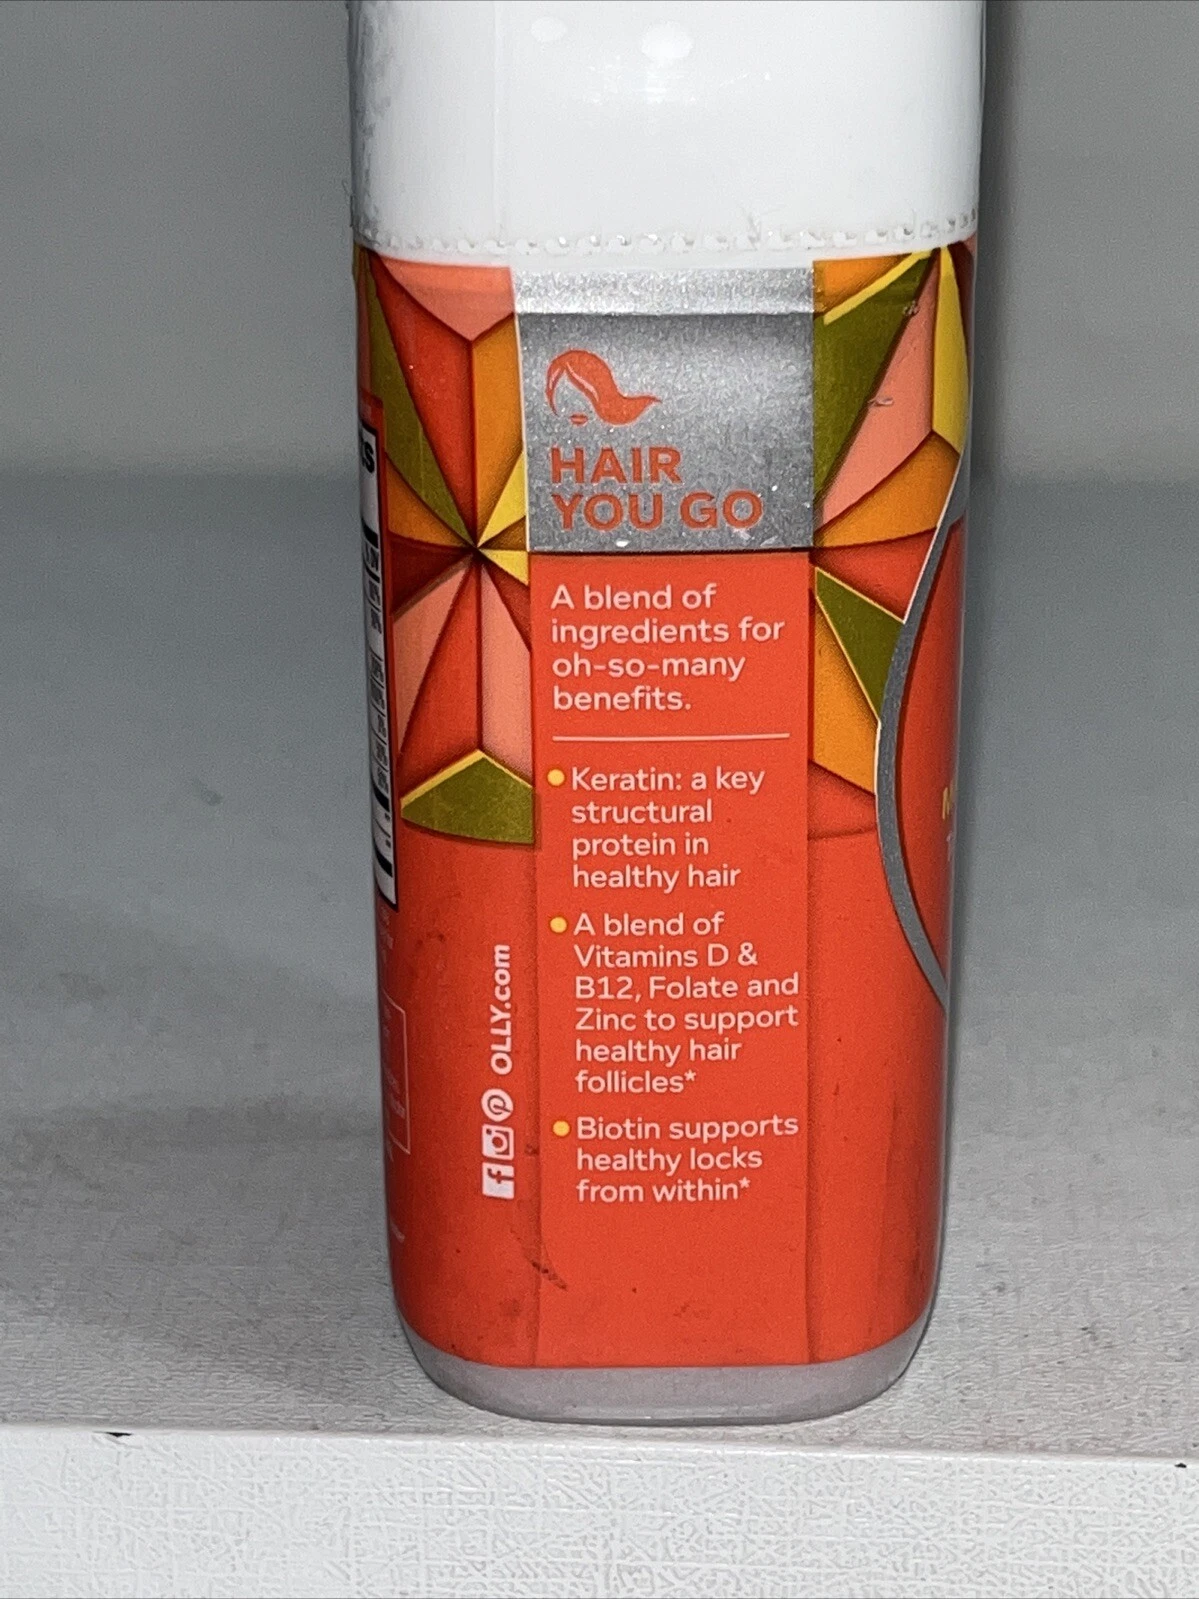 HAIR
YOU GO
A blend of
ingredients for
oh-so-many
benefits.
Keratin: a key
structural
protein in
healthy hair
A blend of
Vitamins D &
B12, Folate and
Zinc to support
healthy hair
follicles*
Biotin supports
healthy locks
from within*
OLLY.com